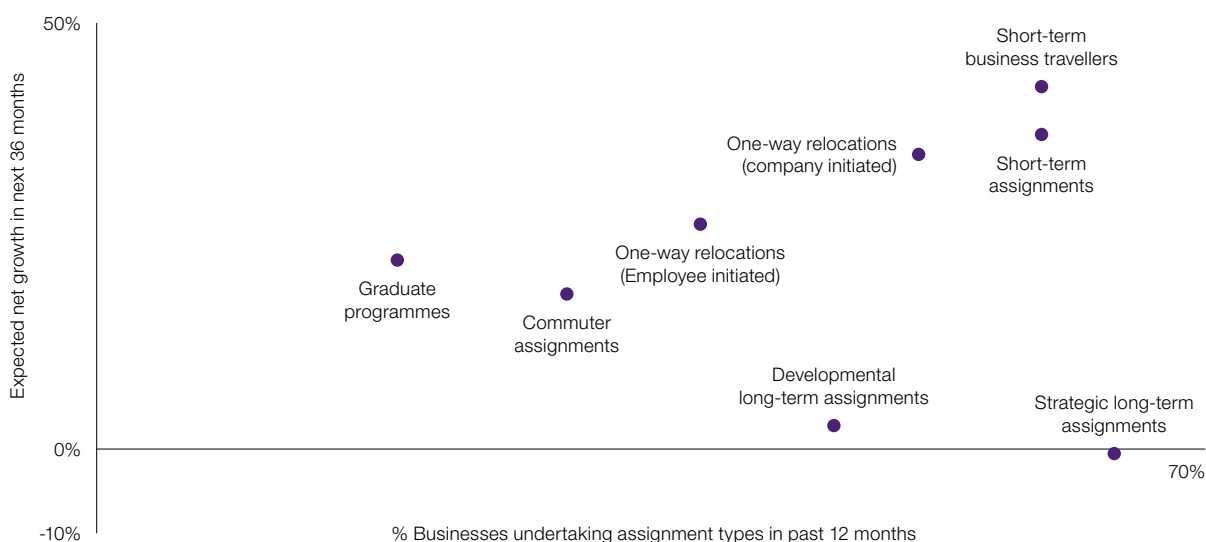 50%
Short-term
business travellers
One-way relocations
(company initiated)
Short-term
assignments
One-way relocations
(Employee initiated)
Graduate
programmes
Commuter
assignments
Developmental
long-term assignments
Strategic long-term
assignments
Expected net growth in next 36 months
0%
70%
-10%
% Businesses undertaking assignment types in past 12 months